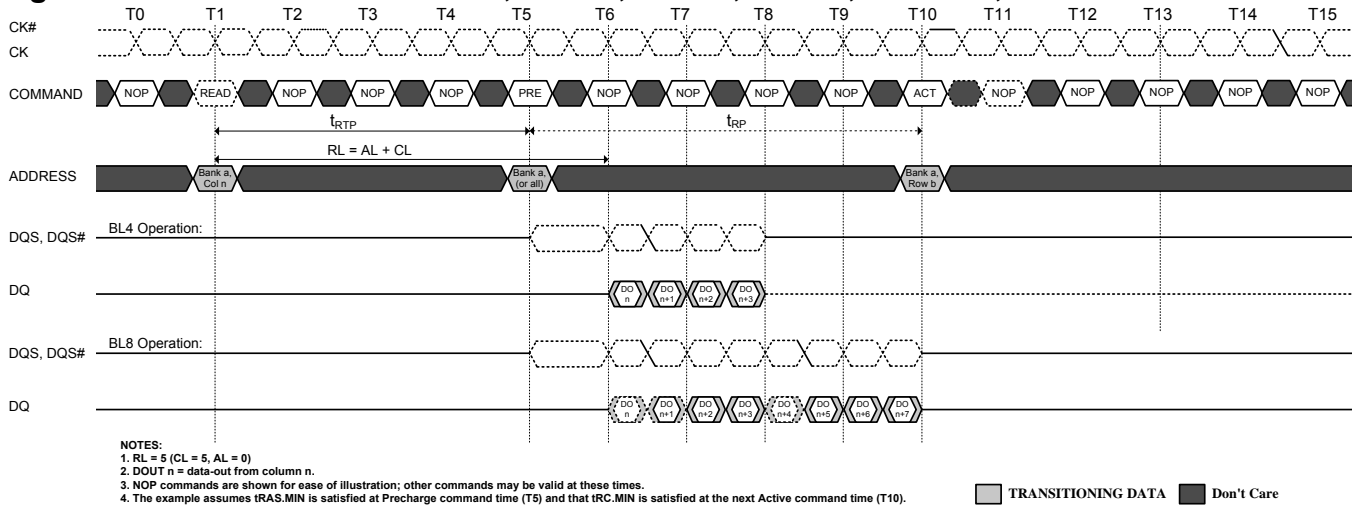 T0 T1 T2 T3 T4 T5 T6 T7 T8 T9 T10 T11 T12 T13 T14 T15
CK#
CK
COMMAND NOP READ NOP NOP NOP PRE NOP NOP NOP NOP ACT NOP NOP NOP NOP NOP
tRTP tRP
RL = AL + CL
ADDRESS Bank a, Col n Bank a, (or all) Bank a, Row b
BL4 Operation:
DQS, DQS#
DQ DO n DO n+1 DO n+2 DO n+3
BL8 Operation:
DQS, DQS#
DQ DO n DO n+1 DO n+2 DO n+3 DO n+4 DO n+5 DO n+6 DO n+7
NOTES:
1. RL = 5 (CL = 5, AL = 0)
2. DOUT n = data-out from column n.
3. NOP commands are shown for ease of illustration; other commands may be valid at these times.
4. The example assumes tRAS.MIN is satisfied at Precharge command time (T5) and that tRC.MIN is satisfied at the next Active command time (T10).
TRANSITIONING DATA Don't Care